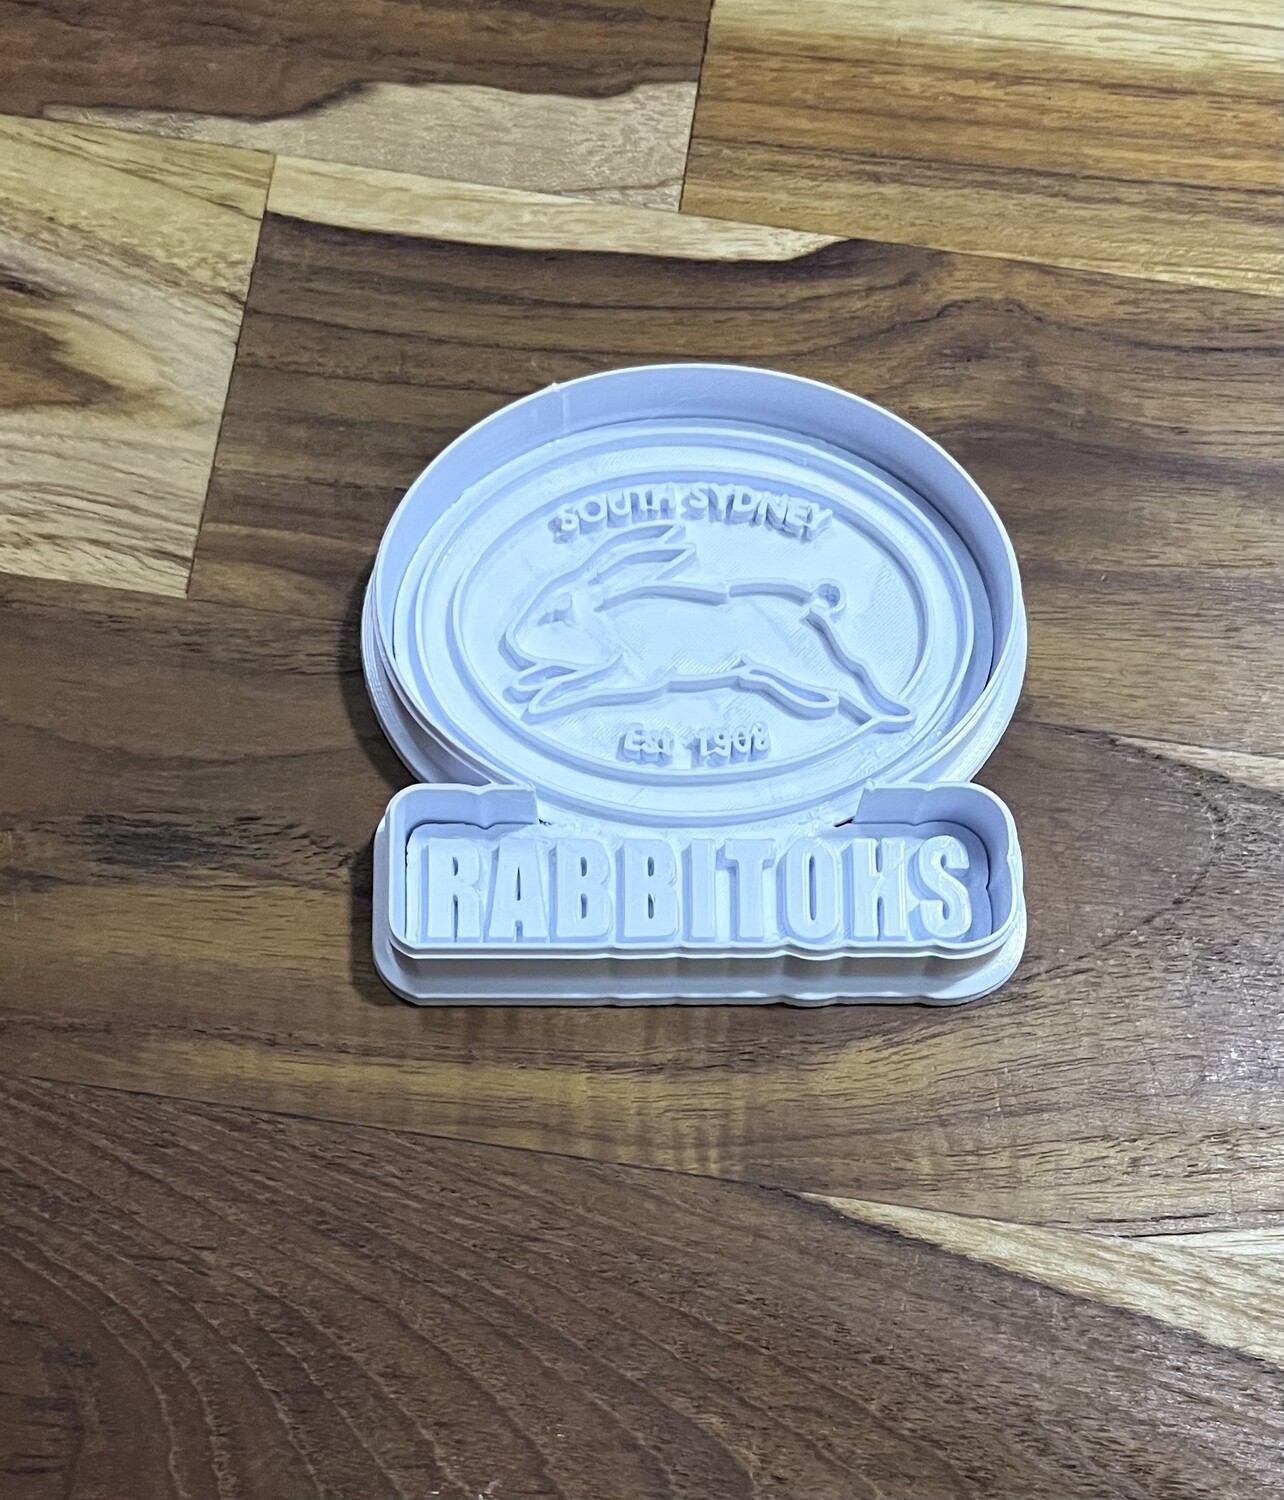 SOUTH SYDNEY
EST · 1908
RABBITOHS